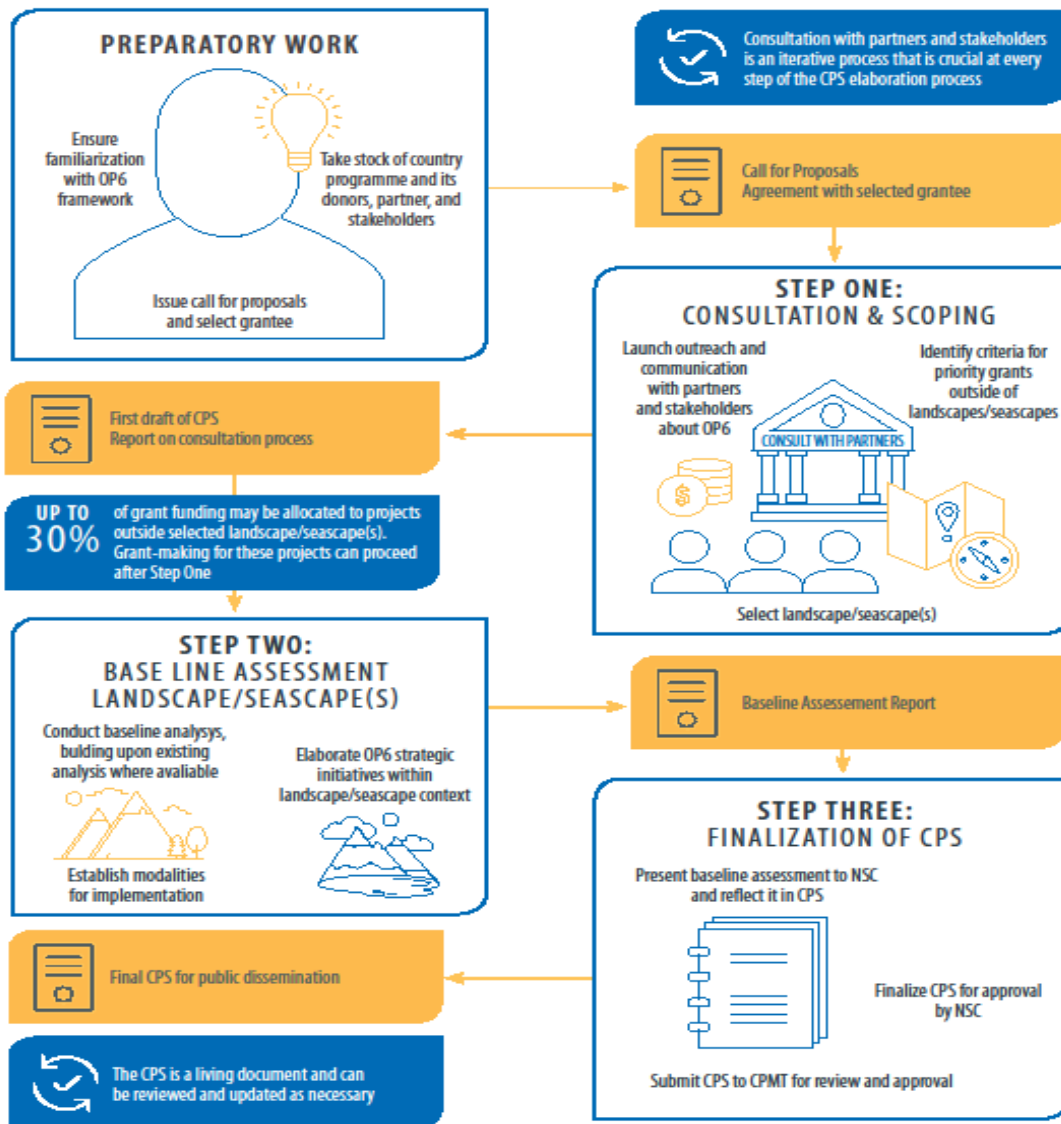 PREPARATORY WORK
Ensure
familiarization
with OP6
framework
Take stock of country
programme and its
donors, partner, and
stakeholders
Issue call for proposals
and select grantee
Consultation with partners and stakeholders
is an iterative process that is crucial at every
step of the CPS elaboration process
Call for Proposals
Agreement with selected grantee
STEP ONE:
CONSULTATION & SCOPING
Launch outreach and
communication
with partners
and stakeholders
about OP6
Identify criteria for
priority grants
outside of
landscapes/seascapes
CONSULT WITH PARTNERS
$
Select landscape/seascape(s)
First draft of CPS
Report on consultation process
UP TO
30%
of grant funding may be allocated to projects
outside selected landscape/seascape(s).
Grant-making for these projects can proceed
after Step One
STEP TWO:
BASE LINE ASSESSMENT
LANDSCAPE/SEASCAPE(S)
Conduct baseline analysys,
bulding upon existing
analysis where avaliable
Elaborate OP6 strategic
initiatives within
landscape/seascape context
Establish modalities
for implementation
Baseline Assessment Report
STEP THREE:
FINALIZATION OF CPS
Present baseline assessment to NSC
and reflect it in CPS
Finalize CPS for approval
by NSC
Submit CPS to CPMT for review and approval
Final CPS for public dissemination
The CPS is a living document and can
be reviewed and updated as necessary